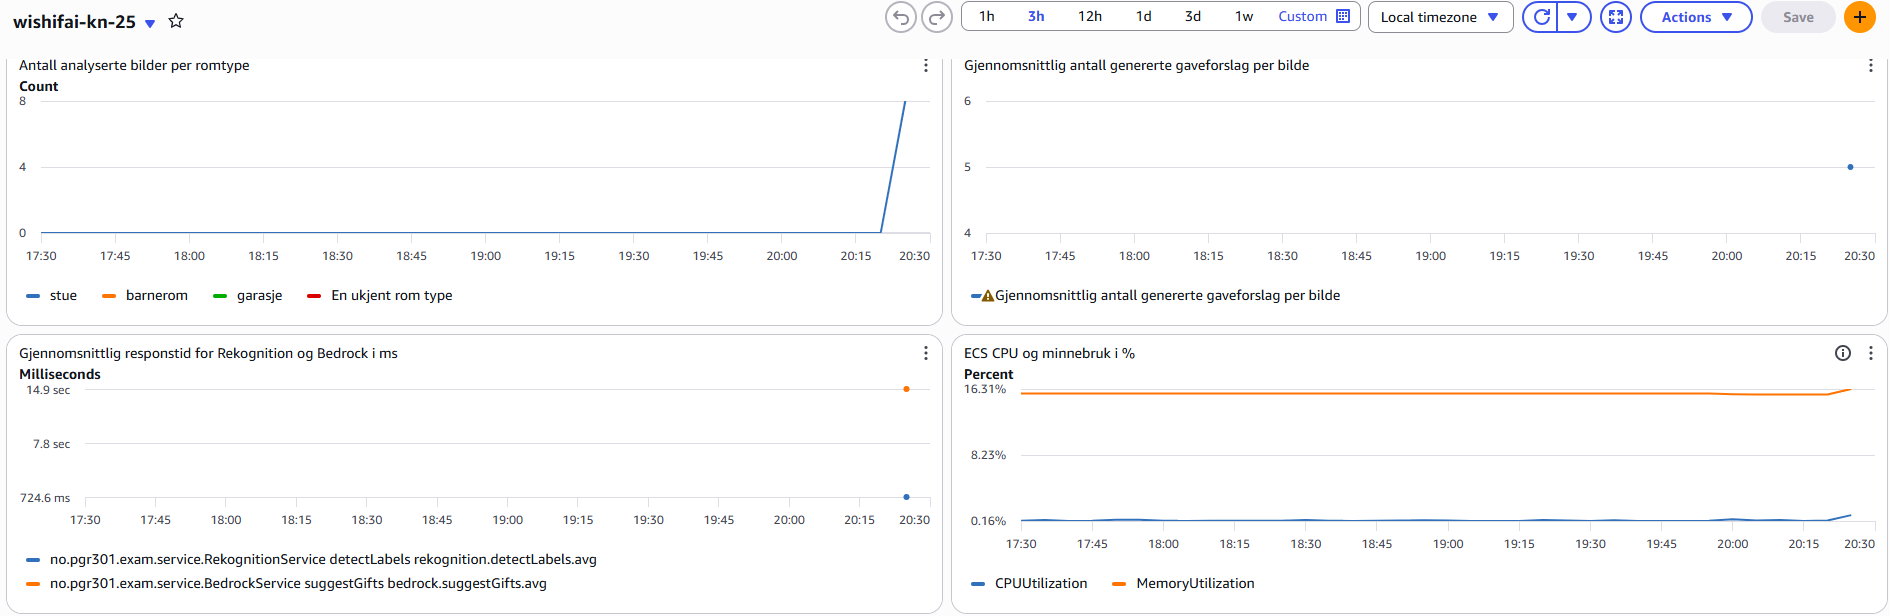 wishifai-kn-25
1h 3h 12h 1d 3d 1w Custom Local timezone Actions Save
Antall analyserte bilder per romtype
Count
8
4
0
17:30 17:45 18:00 18:15 18:30 18:45 19:00 19:15 19:30 19:45 20:00 20:15 20:30
stue barnerom garasje En ukjent rom type
Gjennomsnittlig antall genererte gaveforslag per bilde
6
5
4
17:30 17:45 18:00 18:15 18:30 18:45 19:00 19:15 19:30 19:45 20:00 20:15 20:30
Gjennomsnittlig antall genererte gaveforslag per bilde
Gjennomsnittlig responstid for Rekognition og Bedrock i ms
Milliseconds
14.9 sec
7.8 sec
724.6 ms
17:30 17:45 18:00 18:15 18:30 18:45 19:00 19:15 19:30 19:45 20:00 20:15 20:30
no.pgr301.exam.service.RekognitionService detectLabels rekognition.detectLabels.avg
no.pgr301.exam.service.BedrockService suggestGifts bedrock.suggestGifts.avg
ECS CPU og minnebruk i %
Percent
16.31%
8.23%
0.16%
17:30 17:45 18:00 18:15 18:30 18:45 19:00 19:15 19:30 19:45 20:00 20:15 20:30
CPUUtilization MemoryUtilization